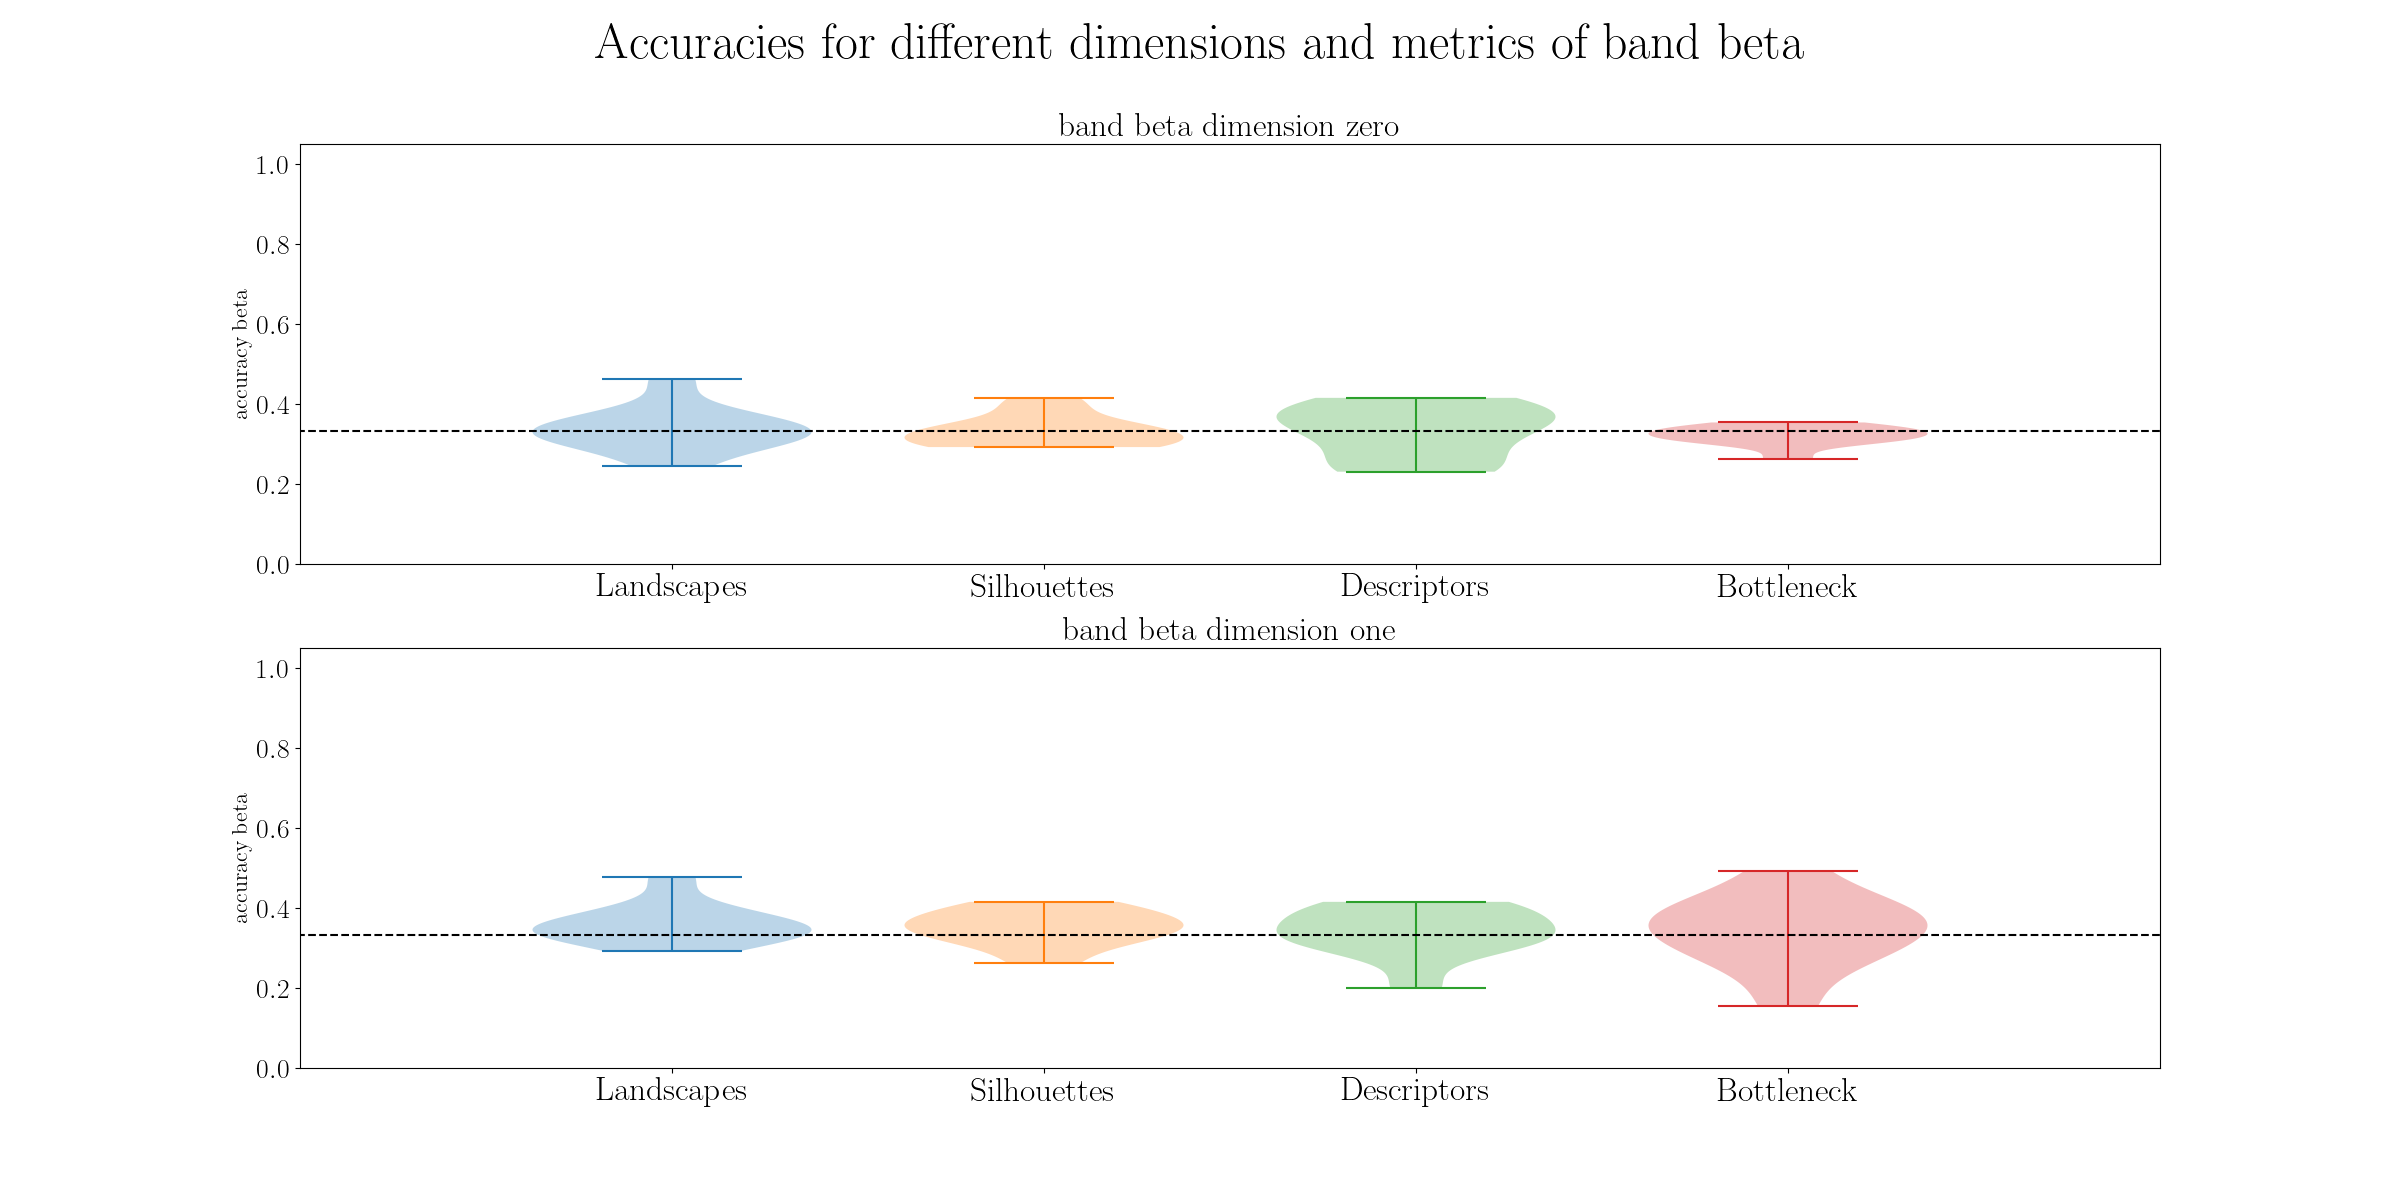 Accuracies for different dimensions and metrics of band beta
band beta dimension zero
1.0
0.8
0.6
0.4
0.2
0.0
accuracy beta
Landscapes Silhouettes Descriptors Bottleneck
band beta dimension one
1.0
0.8
0.6
0.4
0.2
0.0
accuracy beta
Landscapes Silhouettes Descriptors Bottleneck